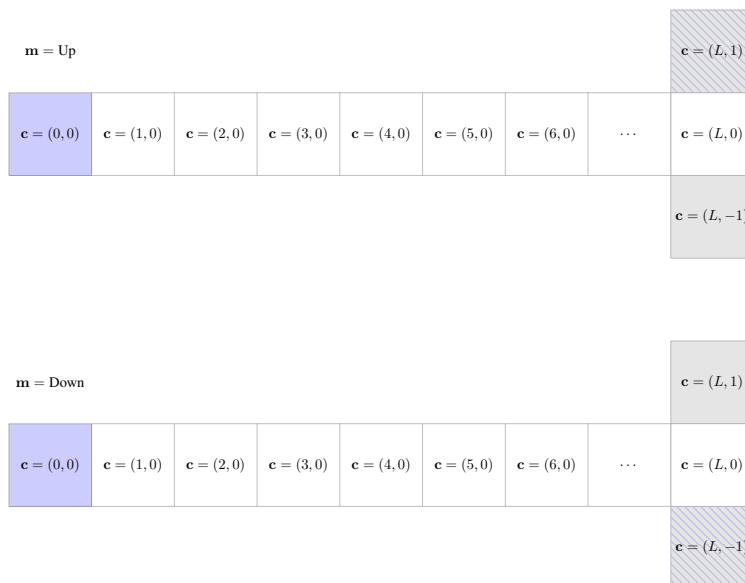 m = Up
c = (L, 1)
c = (0, 0) c = (1, 0) c = (2, 0) c = (3, 0) c = (4, 0) c = (5, 0) c = (6, 0) ⋯ c = (L, 0)
c = (L, −1)
m = Down
c = (L, 1)
c = (0, 0) c = (1, 0) c = (2, 0) c = (3, 0) c = (4, 0) c = (5, 0) c = (6, 0) ⋯ c = (L, 0)
c = (L, −1)